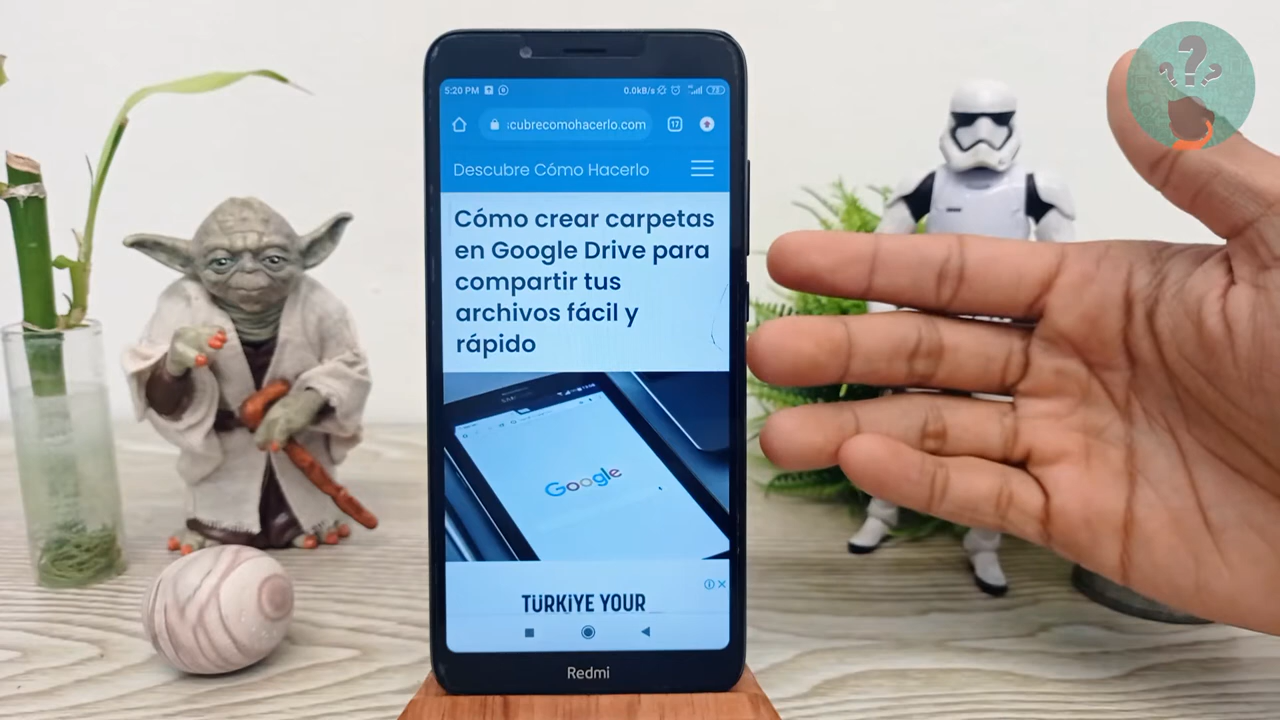 5:20 PM
0.0kB/s
73
:cubrecomohacerlo.com
17
Descubre Cómo Hacerlo
Cómo crear carpetas
en Google Drive para
compartir tus
archivos fácil y
rápido
Google
TÜRKİYE YOUR
Redmi